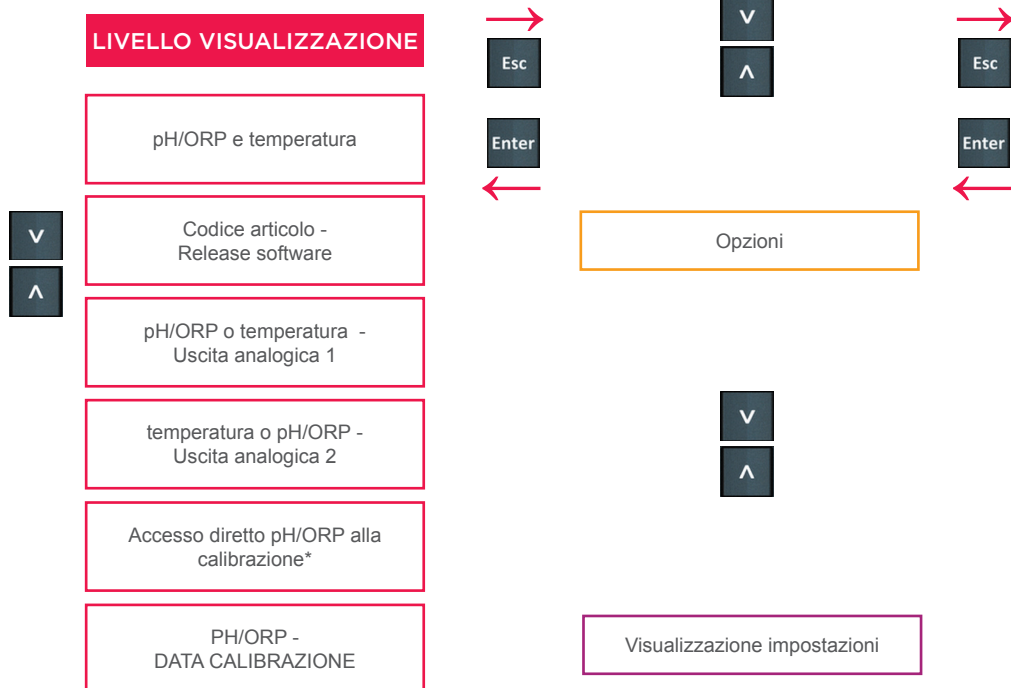 LIVELLO VISUALIZZAZIONE
pH/ORP e temperatura
Codice articolo -
Release software
pH/ORP o temperatura -
Uscita analogica 1
temperatura o pH/ORP -
Uscita analogica 2
Accesso diretto pH/ORP alla
calibrazione*
PH/ORP -
DATA CALIBRAZIONE
Esc
Enter
Opzioni
Visualizzazione impostazioni
Esc
Enter